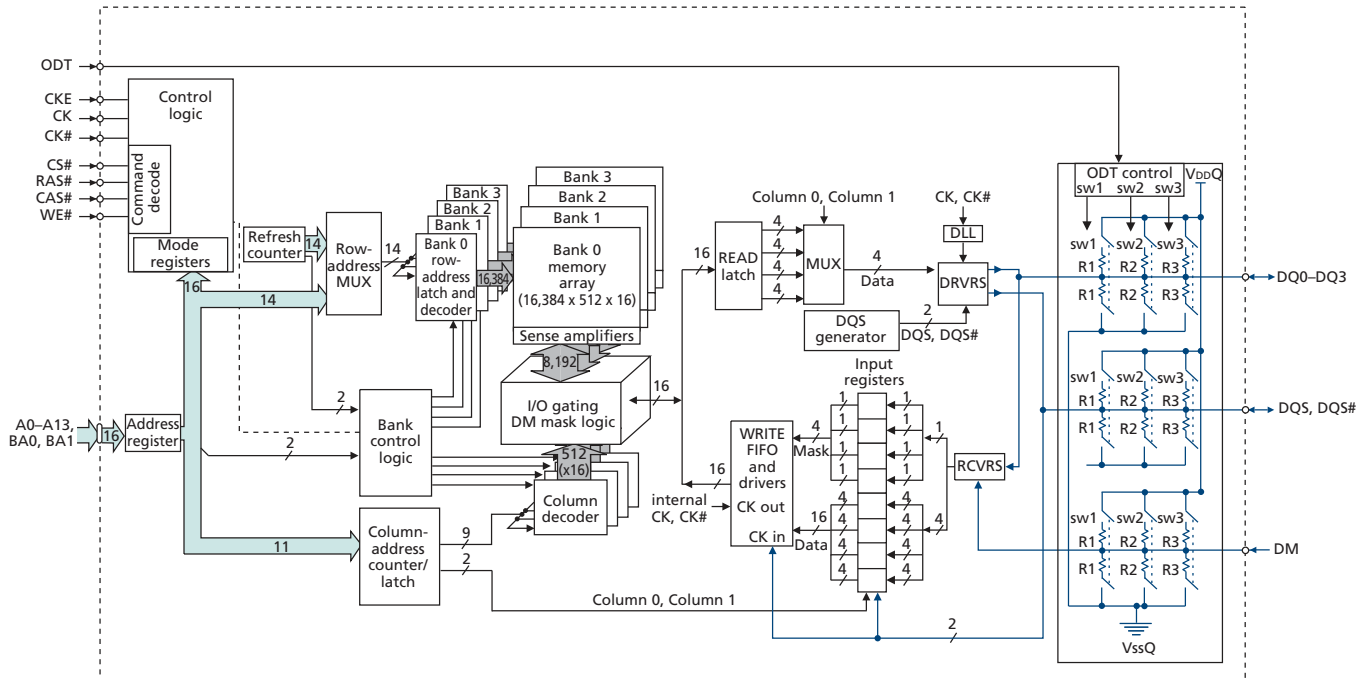 ODT
CKE
CK
CK#
CS#
RAS#
CAS#
WE#
Control
logic
Command
decode
Mode
registers
16
A0–A13,
BA0, BA1
16
Address
register
14
11
2
2
Refresh
counter
14
Row-
address
MUX
14
Bank 3
Bank 2
Bank 1
Bank 0
row-
address
latch and
decoder
16,384
Bank 3
Bank 2
Bank 1
Bank 0
memory
array
(16,384 x 512 x 16)
Sense amplifiers
8,192
I/O gating
DM mask logic
16
512
(x16)
Column
decoder
Bank
control
logic
Column-
address
counter/
latch
9
2
Column 0, Column 1
16
READ
latch
4
4
4
4
Column 0, Column 1
MUX
4
Data
CK, CK#
DLL
DRVRS
DQS
generator
2
DQS, DQS#
Input
registers
1
1
1
1
4
4
4
4
1
1
1
1
4
4
4
4
1
4
RCVRS
4
Mask
16
Data
WRITE
FIFO
and
drivers
CK out
CK in
16
internal
CK, CK#
2
ODT control
sw1 sw2 sw3
VDDQ
sw1 sw2 sw3
R1 R2 R3
R1 R2 R3
DQ0–DQ3
sw1 sw2 sw3
R1 R2 R3
R1 R2 R3
DQS, DQS#
sw1 sw2 sw3
R1 R2 R3
R1 R2 R3
DM
VssQ